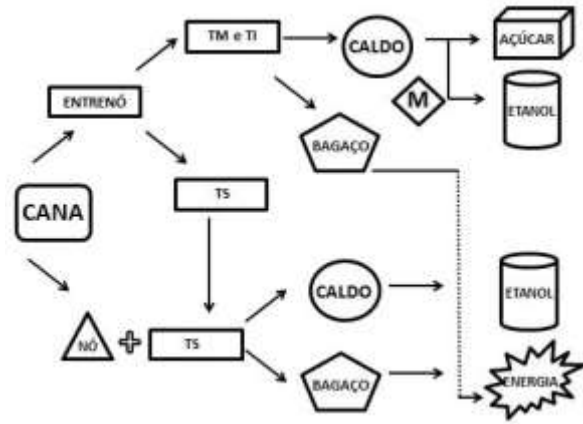 TM e TI
CALDO
AÇÚCAR
M
ETANOL
ENTRENÓ
BAGAÇO
TS
CANA
CALDO
ETANOL
NÓ
TS
BAGAÇO
ENERGIA